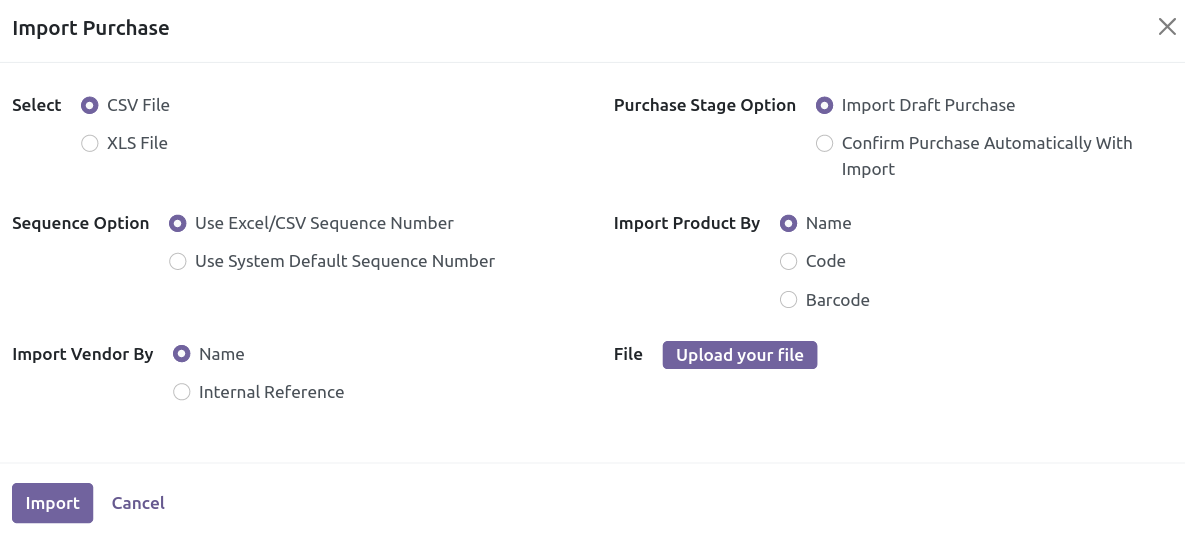 Import Purchase
Select
CSV File
XLS File
Purchase Stage Option
Import Draft Purchase
Confirm Purchase Automatically With
Import
Sequence Option
Use Excel/CSV Sequence Number
Use System Default Sequence Number
Import Product By
Name
Code
Barcode
Import Vendor By
Name
Internal Reference
File
Upload your file
Import
Cancel